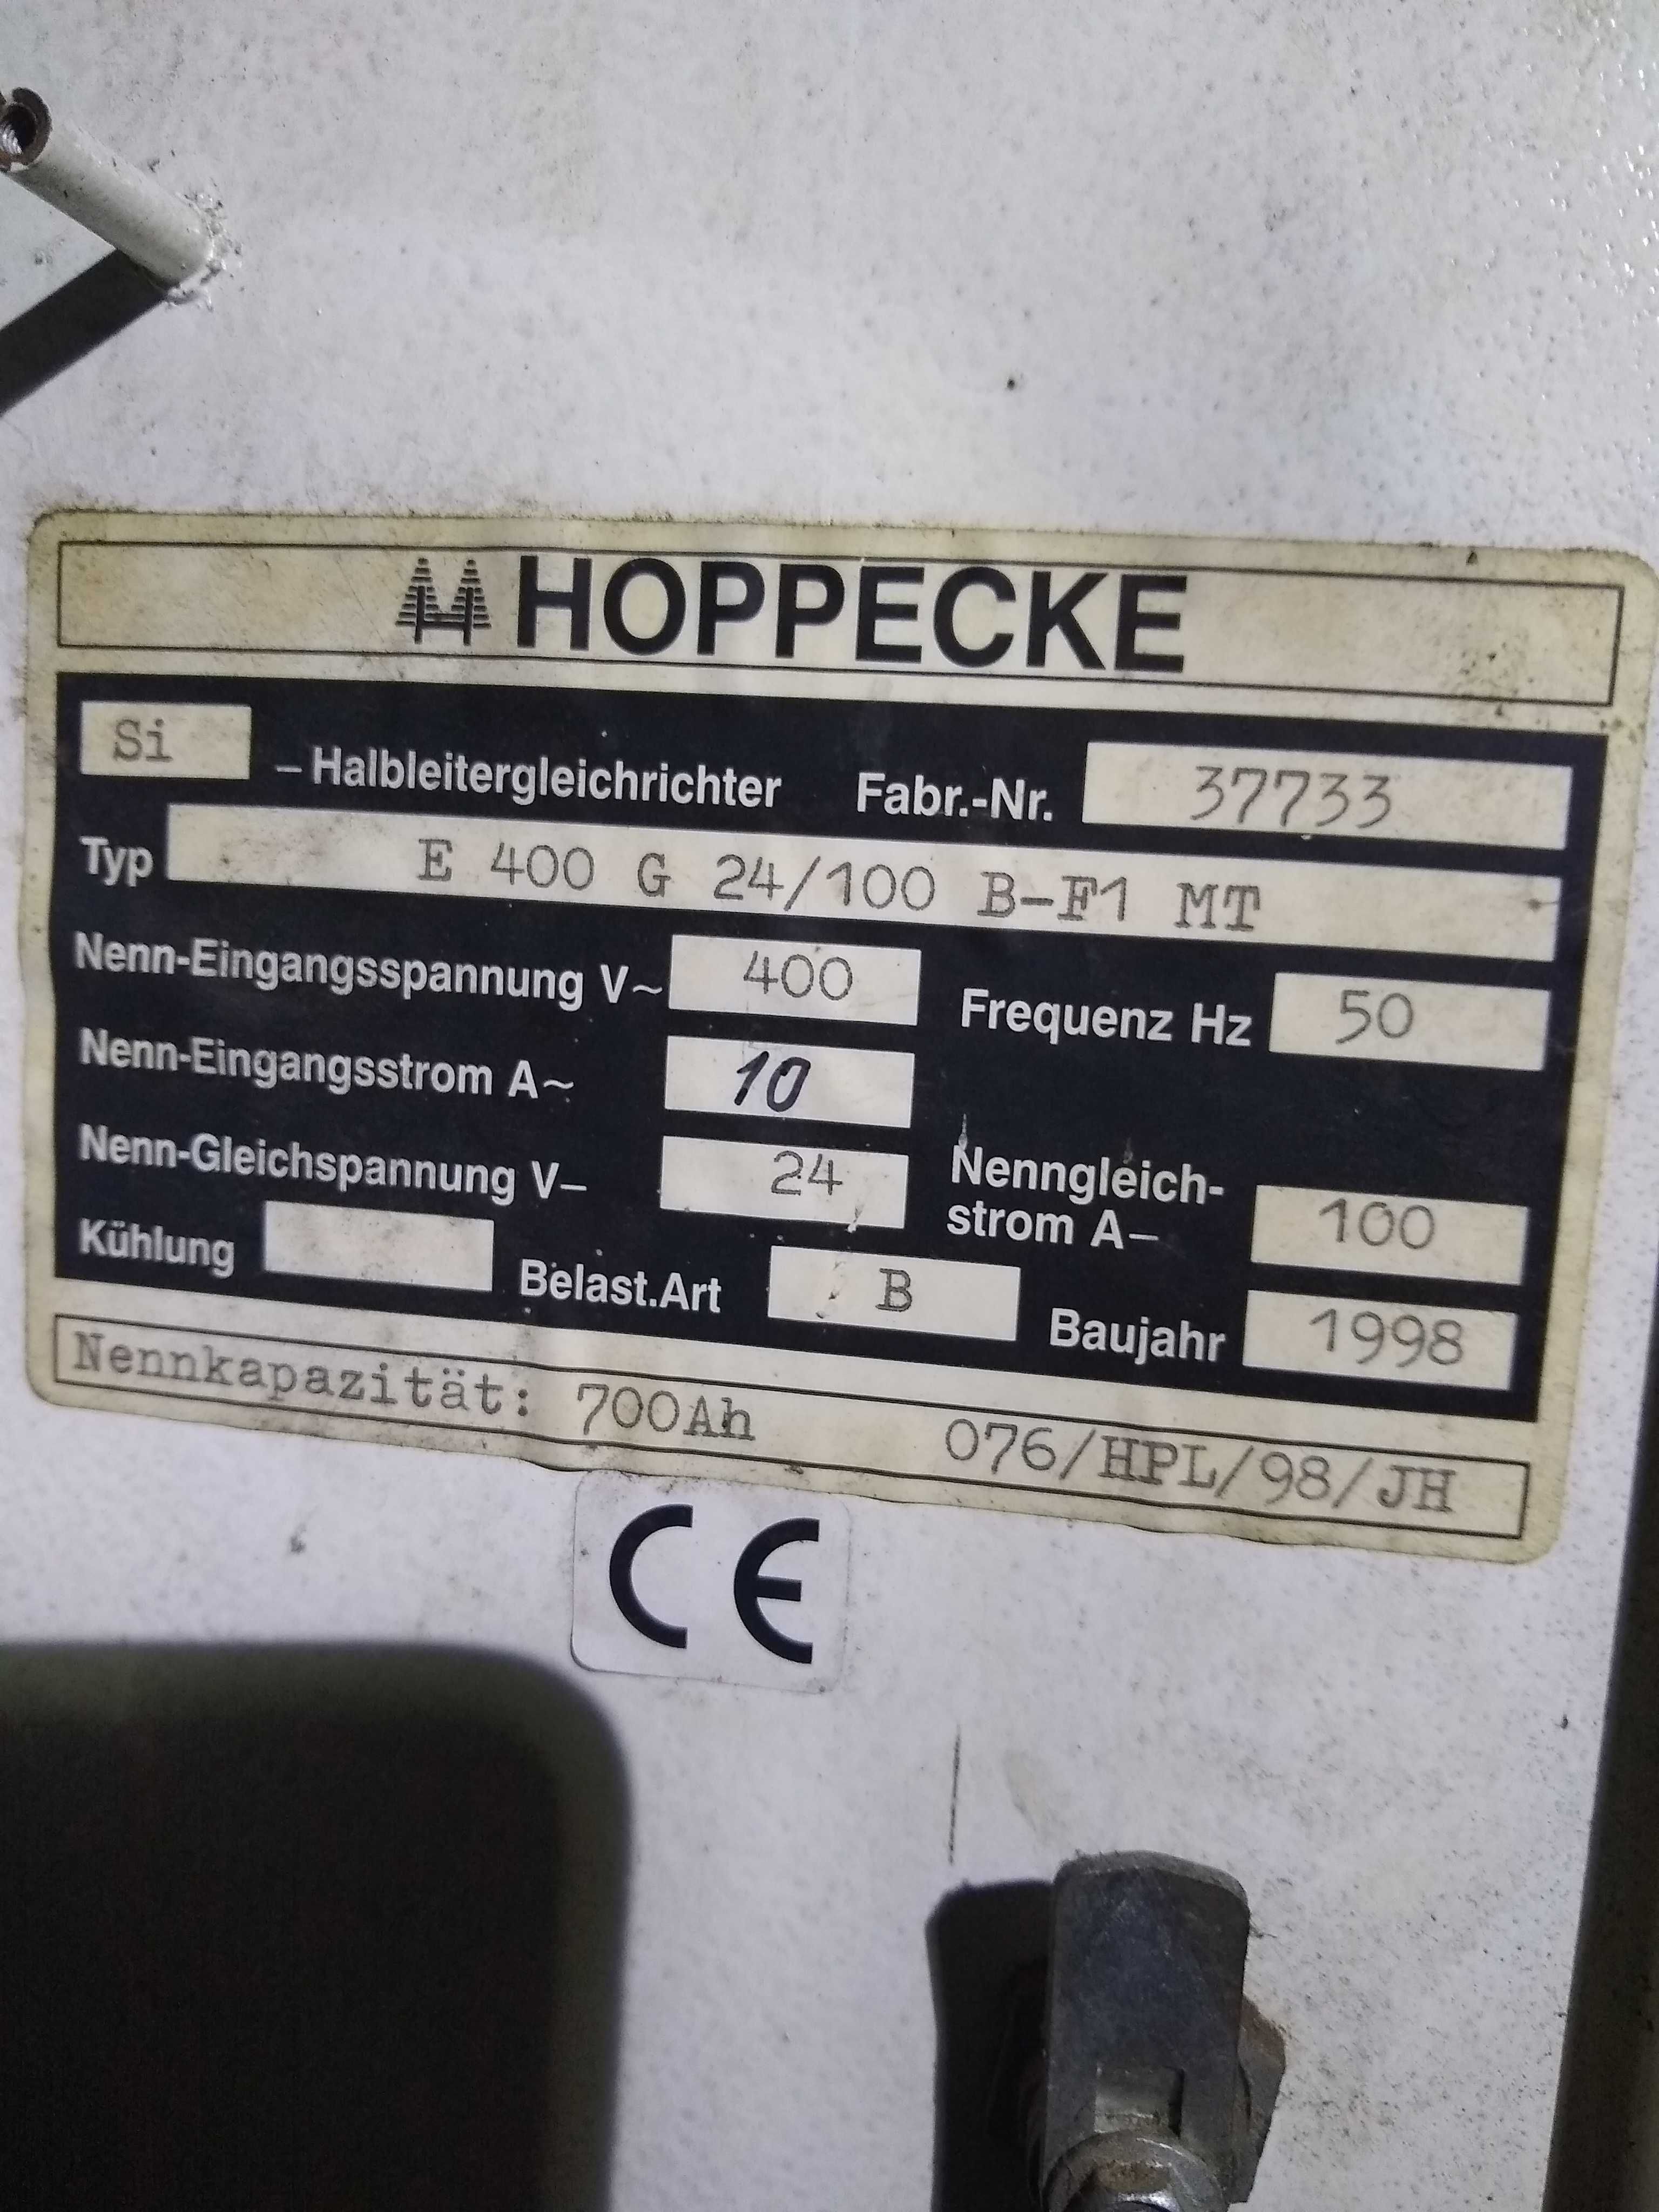 HOPPECKE
Si –Halbleitergleichrichter Fabr.-Nr. 37733
Typ E 400 G 24/100 B-F1 MT
Nenn-Eingangsspannung V~ 400 Frequenz Hz 50
Nenn-Eingangsstrom A~ 10
Nenn-Gleichspannung V– 24 Nenngleich-
strom A– 100
Kühlung Belast.Art B Baujahr 1998
Nennkapazität: 700Ah 076/HPL/98/JH
CE